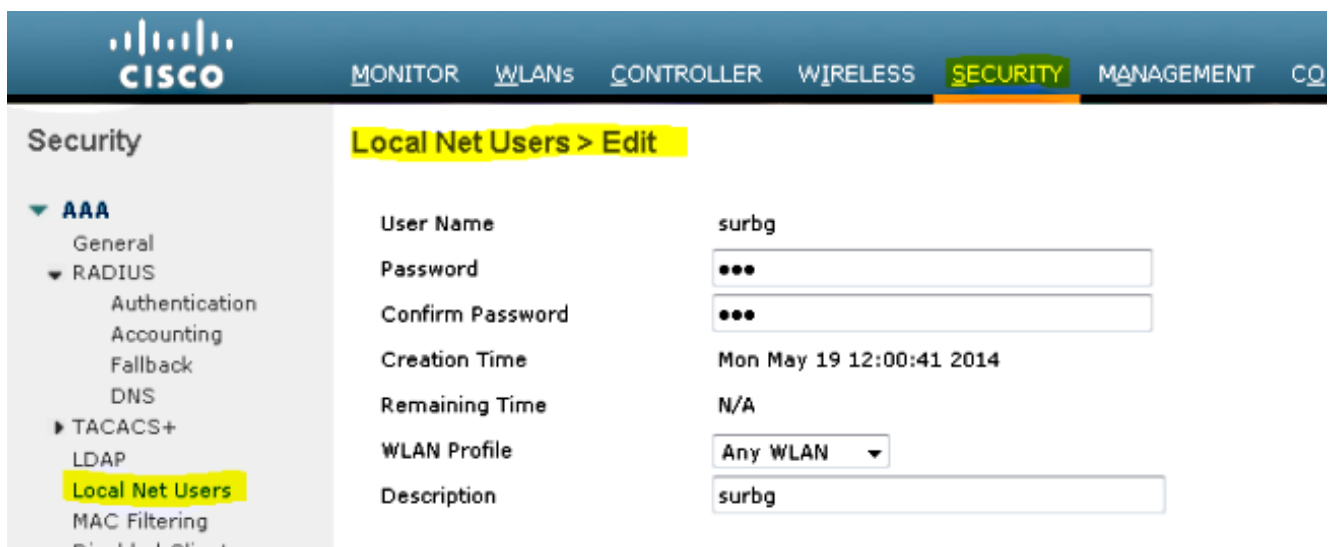 CISCO
MONITOR WLANs CONTROLLER WIRELESS SECURITY MANAGEMENT
Security
AAA
General
RADIUS
Authentication
Accounting
Fallback
DNS
TACACS+
LDAP
Local Net Users
MAC Filtering
Local Net Users > Edit
User Name surbg
Password •••
Confirm Password •••
Creation Time Mon May 19 12:00:41 2014
Remaining Time N/A
WLAN Profile Any WLAN
Description surbg